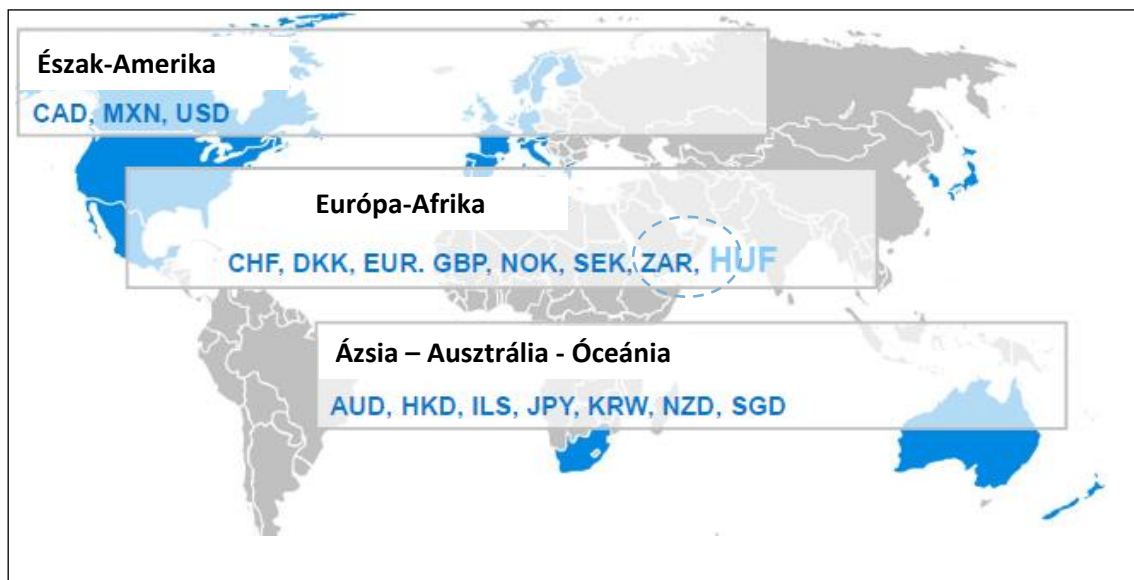 Észak-Amerika
CAD, MXN, USD
Európa-Afrika
CHF, DKK, EUR. GBP, NOK, SEK, ZAR, HUF
Ázsia – Ausztrália - Óceánia
AUD, HKD, ILS, JPY, KRW, NZD, SGD